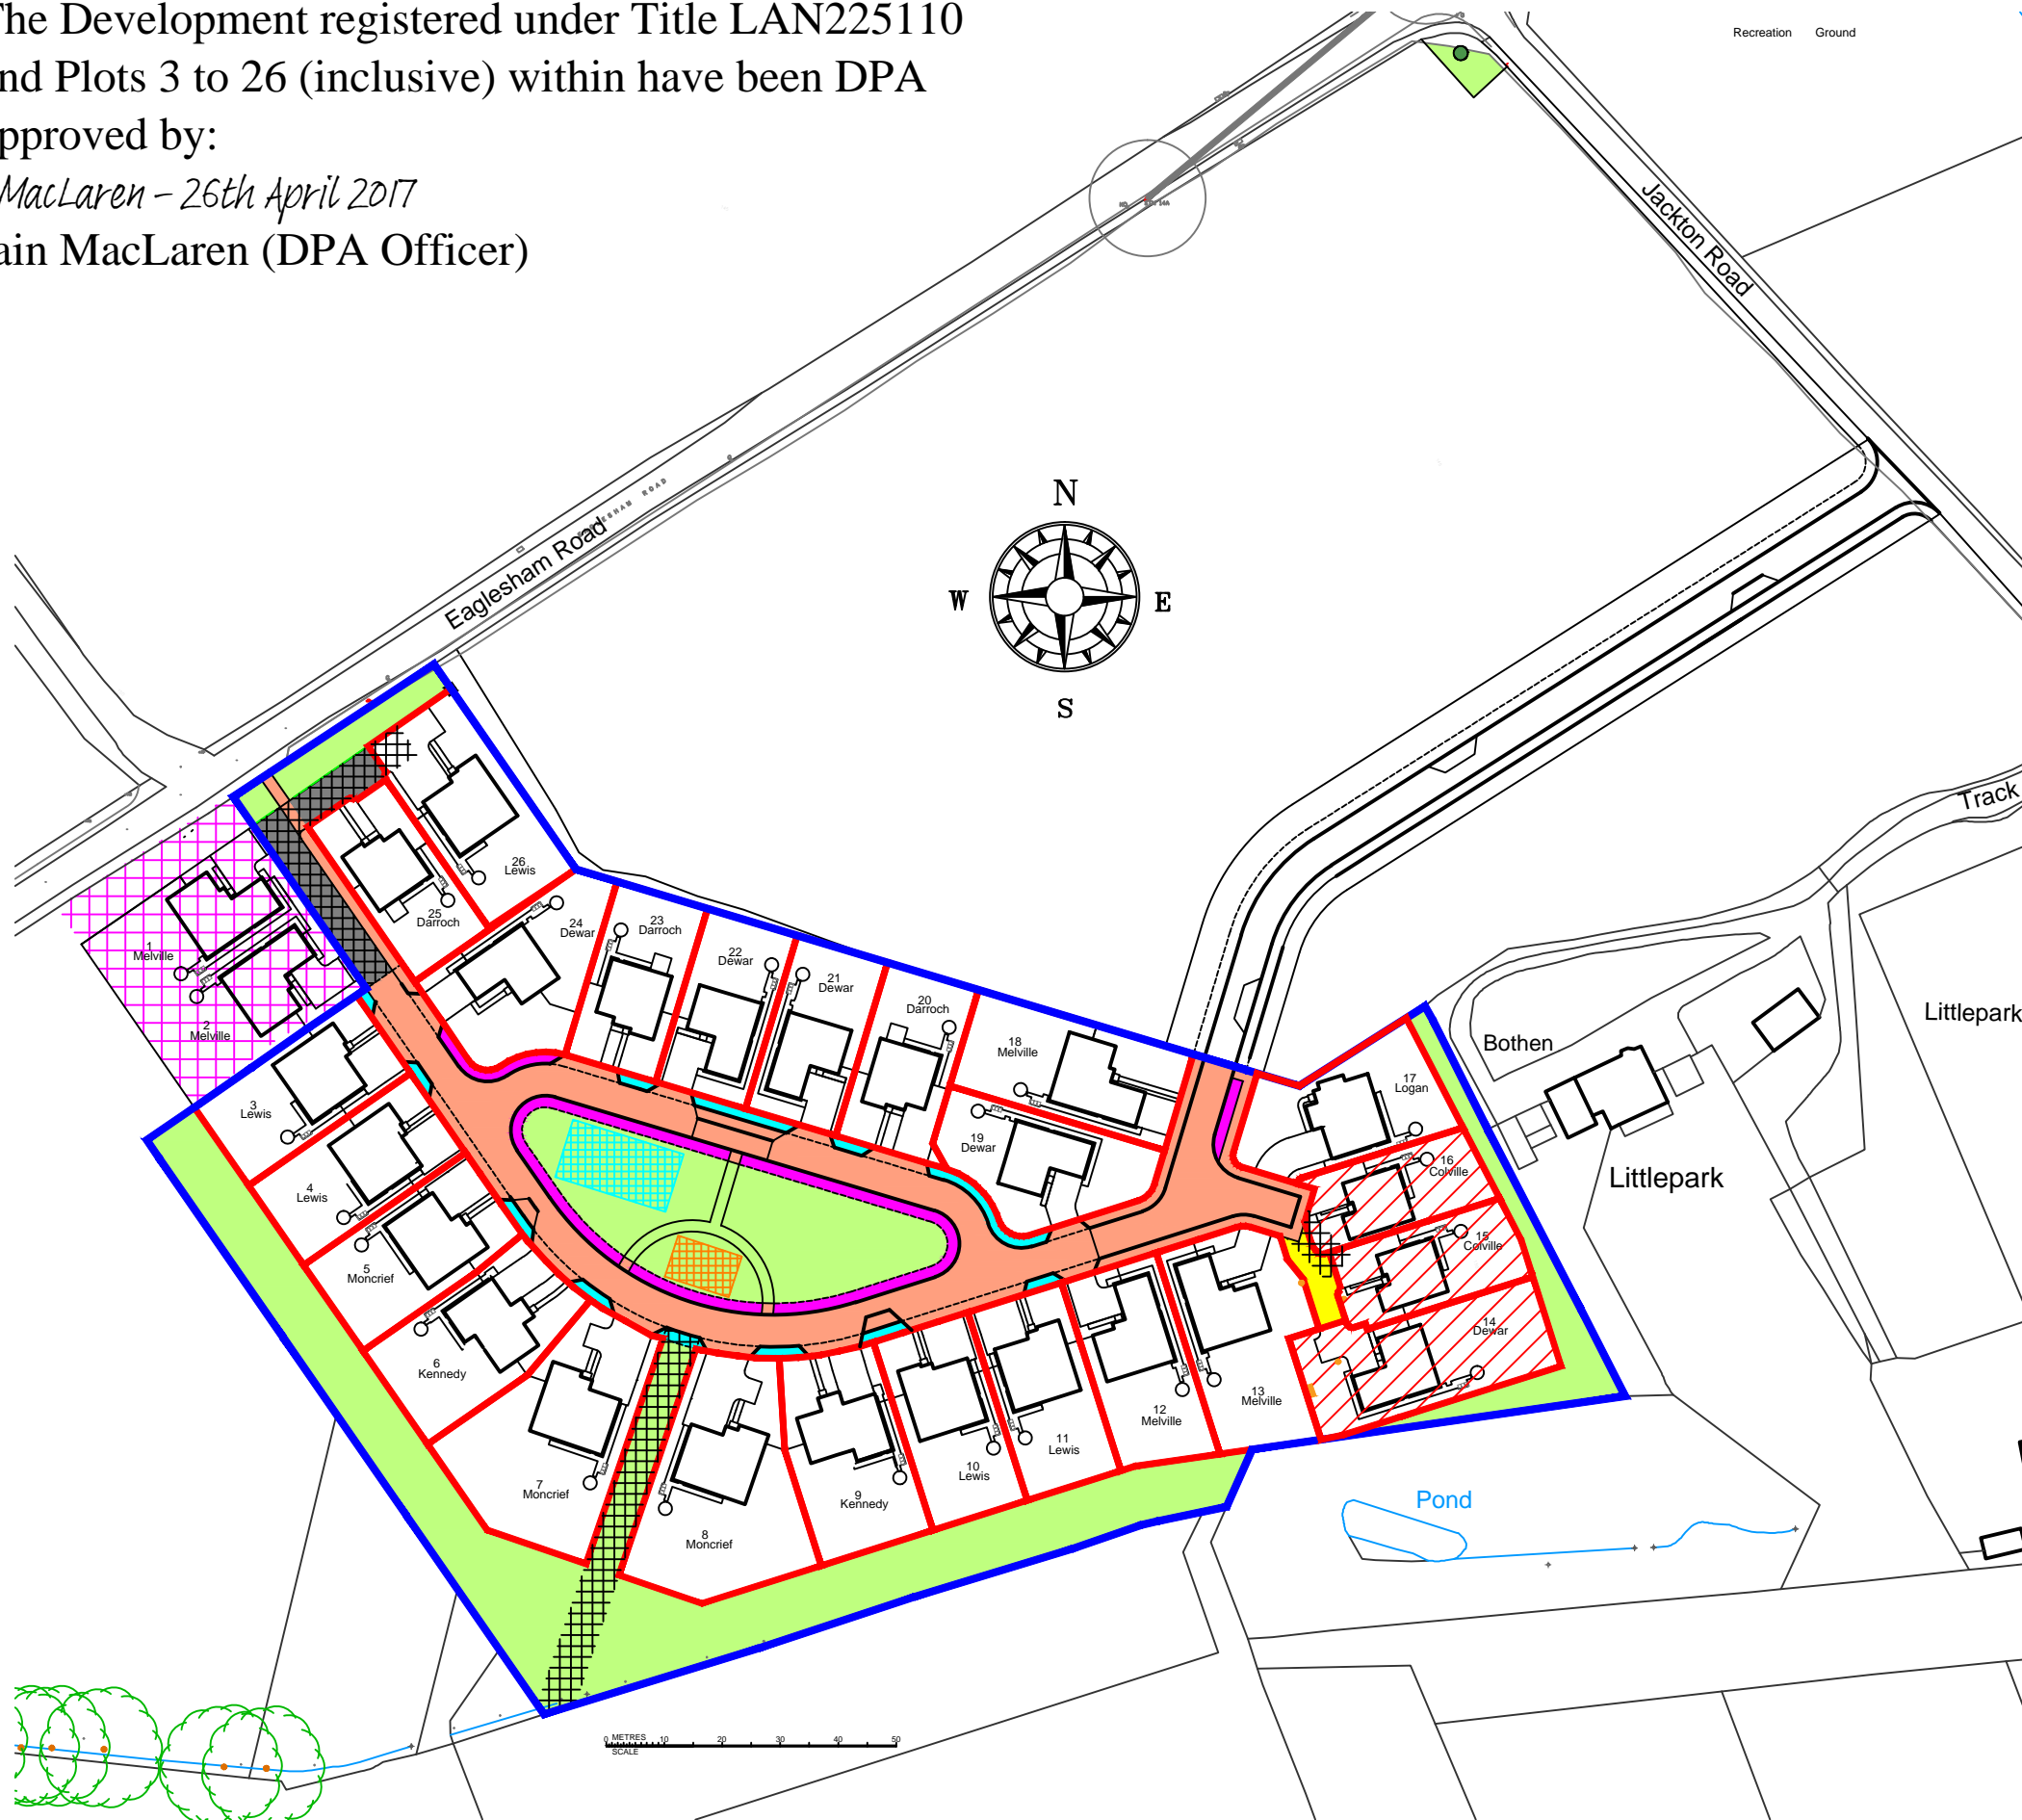 The Development registered under Title LAN225110
nd Plots 3 to 26 (inclusive) within have been DPA
pproved by:
MacLaren – 26th April 2017
ain MacLaren (DPA Officer)
Recreation Ground
Jackton Road
Eaglesham Road
N
W
E
S
Track
26
Lewis
25
Darroch
24
Dewar
23
Darroch
22
Dewar
21
Dewar
20
Darroch
18
Melville
19
Dewar
17
Logan
16
Colville
15
Colville
14
Dewar
13
Melville
12
Melville
11
Lewis
10
Lewis
9
Kennedy
8
Moncrief
7
Moncrief
6
Kennedy
5
Moncrief
4
Lewis
3
Lewis
2
Melville
1
Melville
Bothen
Littlepark
Littlepark
Pond
0 METRES 10 20 30 40 50
SCALE